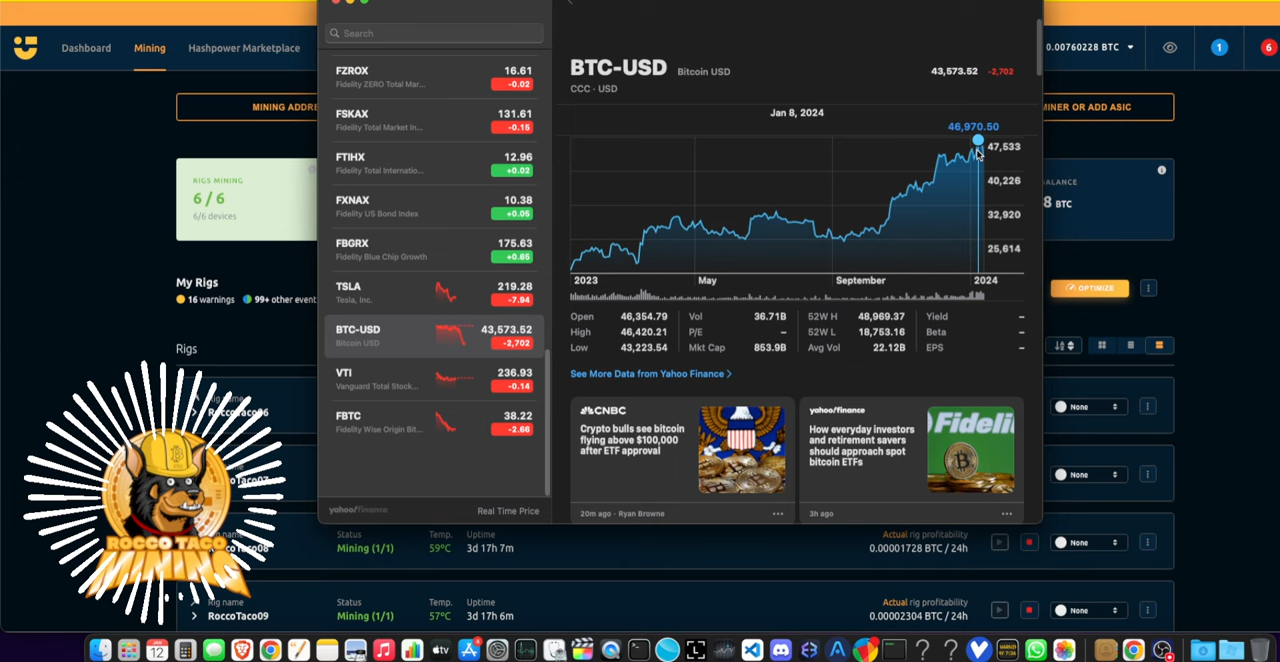 Dashboard
Mining
Hashpower Marketplace
0.00760228 BTC
1
6
MINING ADDRE
MINER OR ADD ASIC
RIGS MINING
6/6
6/6 devices
ALANCE
8 BTC
My Rigs
16 warnings
99+ other event
OPTIMIZE
Rigs
Search
FZROX
16.61
Fidelity ZERO Total Mar...
-0.02
FSKAX
131.61
Fidelity Total Market In...
-0.15
FTIHX
12.96
Fidelity Total Internatio...
+0.02
FXNAX
10.38
Fidelity US Bond Index
+0.05
FBGRX
175.63
Fidelity Blue Chip Growth
+0.65
TSLA
219.28
Tesla, Inc.
-7.94
BTC-USD
43,573.52
Bitcoin USD
-2,702
VTI
236.93
Vanguard Total Stock...
-0.14
FBTC
38.22
Fidelity Wise Origin Bit...
-2.66
yahoo/finance
Real Time Price
BTC-USD
Bitcoin USD
43,573.52
-2,702
CCC · USD
Jan 8, 2024
46,970.50
47,533
40,226
32,920
25,614
2023
May
September
2024
Open
46,354.79
Vol
36.71B
52W H
48,969.37
Yield
–
High
46,420.21
P/E
–
52W L
18,753.16
Beta
–
Low
43,223.54
Mkt Cap
853.9B
Avg Vol
22.12B
EPS
–
See More Data from Yahoo Finance
CNBC
Crypto bulls see bitcoin
flying above $100,000
after ETF approval
20m ago · Ryan Browne
yahoo/finance
How everyday investors
and retirement savers
should approach spot
bitcoin ETFs
3h ago
Fideli
None
None
Status
Temp.
Uptime
Actual rig profitability
Mining (1/1)
59°C
3d 17h 7m
0.00001728 BTC / 24h
None
Rig name
Status
Temp.
Uptime
Actual rig profitability
RoccoTaco09
Mining (1/1)
57°C
3d 17h 6m
0.00002304 BTC / 24h
None
ROCCO TACO
MINING